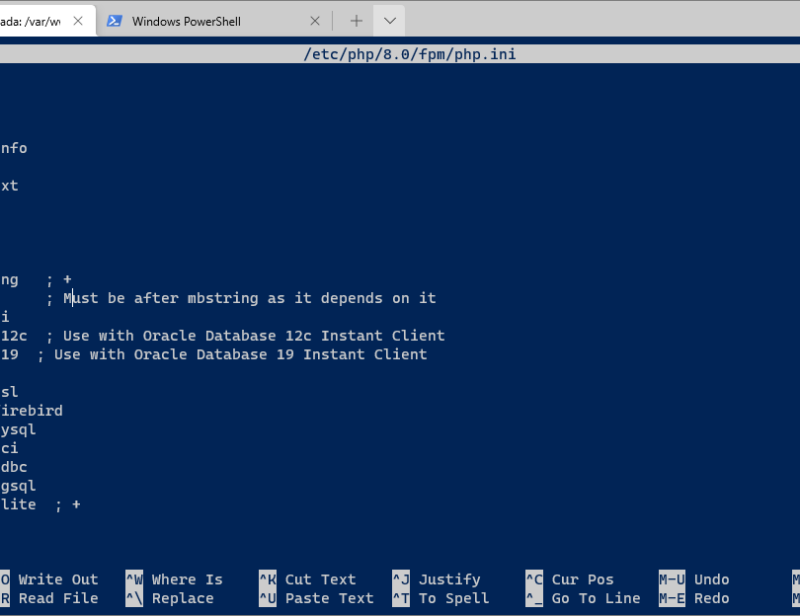 ada: /var/w
Windows PowerShell
/etc/php/8.0/fpm/php.ini
nfo
xt
ng ; +
; Must be after mbstring as it depends on it
i
12c ; Use with Oracle Database 12c Instant Client
19 ; Use with Oracle Database 19 Instant Client
sl
irebird
ysql
ci
dbc
gsql
lite ; +
O Write Out ^W Where Is ^K Cut Text ^J Justify ^C Cur Pos M-U Undo M
R Read File ^\ Replace ^U Paste Text ^T To Spell ^_ Go To Line M-E Redo M